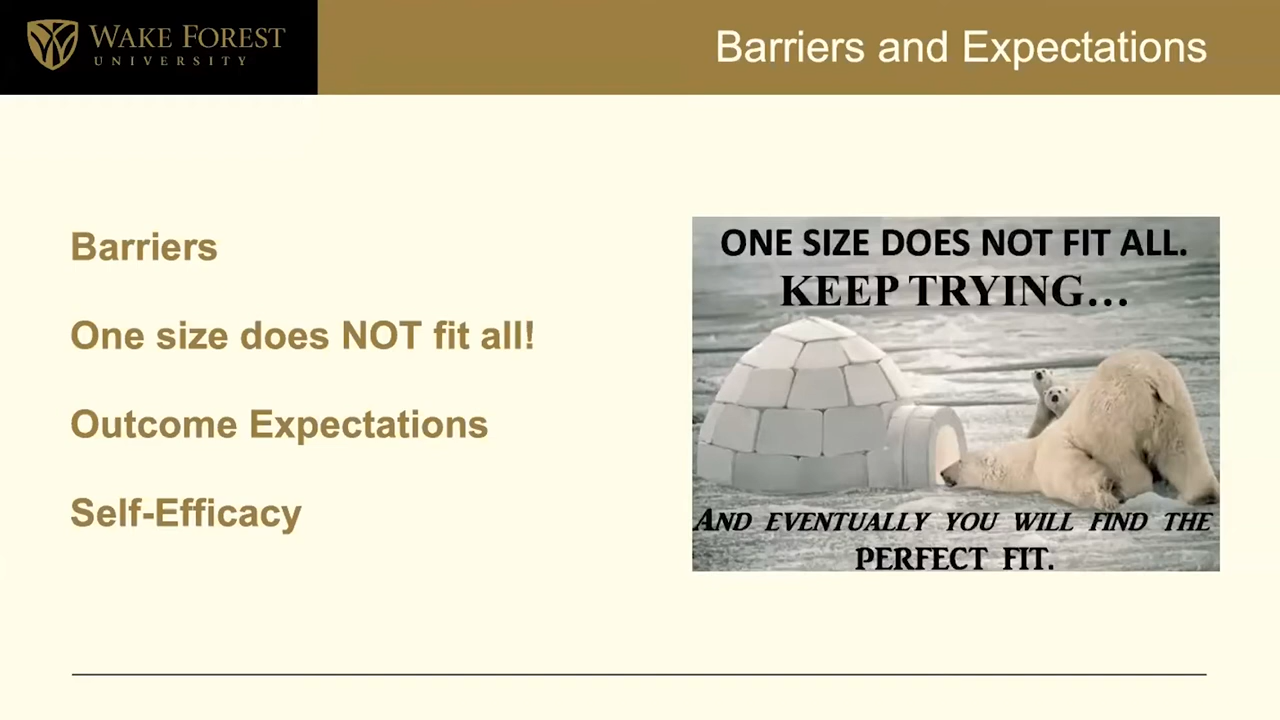 WAKE FOREST
UNIVERSITY
Barriers and Expectations
Barriers
One size does NOT fit all!
Outcome Expectations
Self-Efficacy
ONE SIZE DOES NOT FIT ALL.
KEEP TRYING...
AND EVENTUALLY YOU WILL FIND THE
PERFECT FIT.